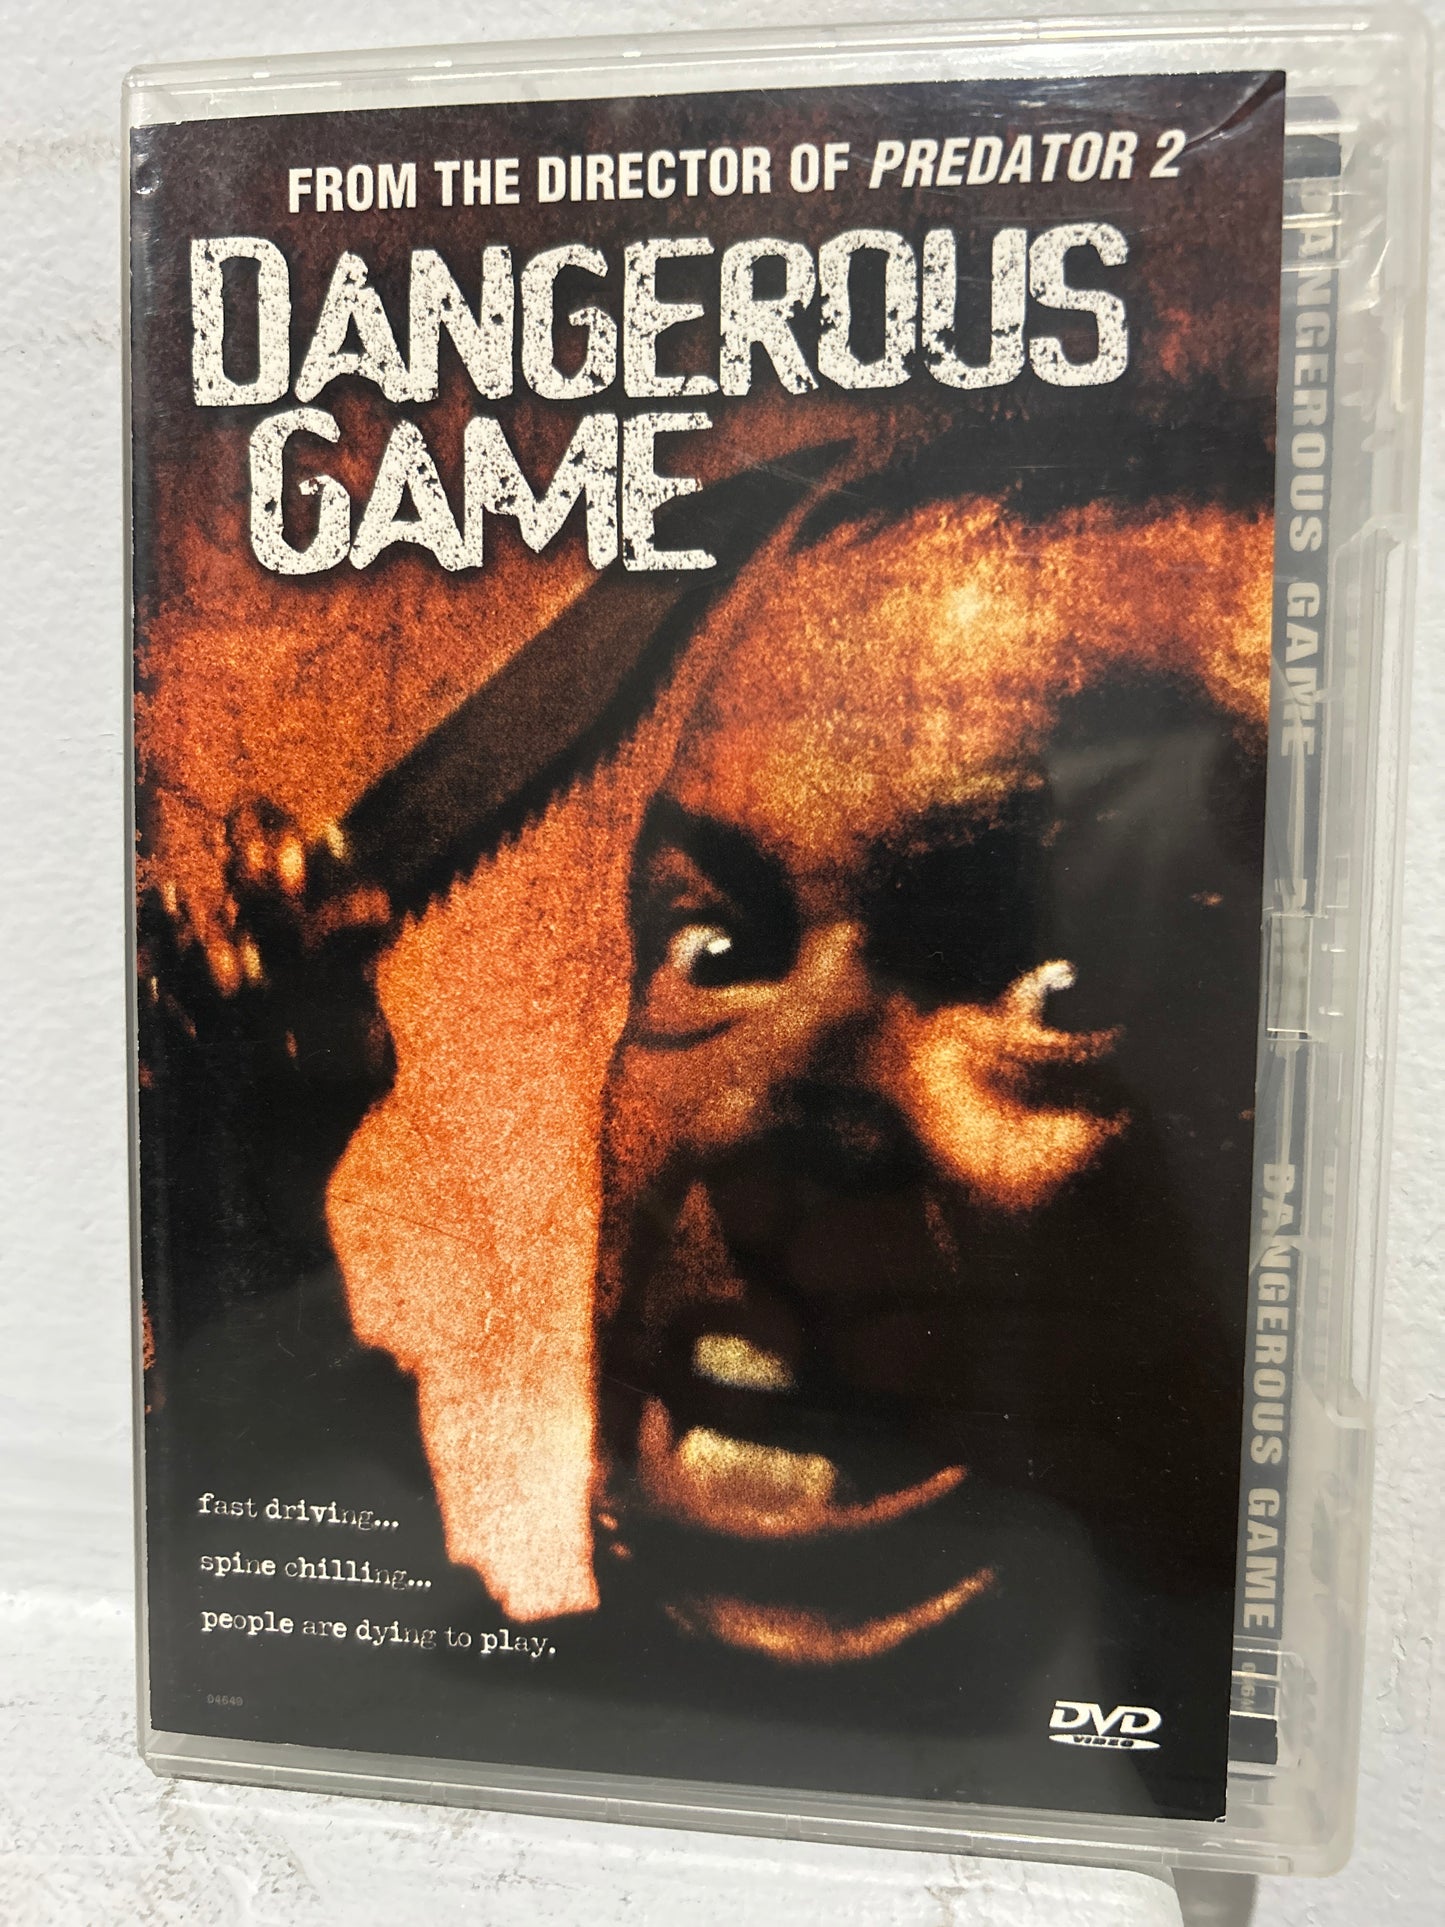 FROM THE DIRECTOR OF PREDATOR 2
DANGEROUS
GAME
fast driving...
spine chilling...
people are dying to play.
04640
DVD
VIDEO
DANGEROUS GAME
DANGEROUS GAME